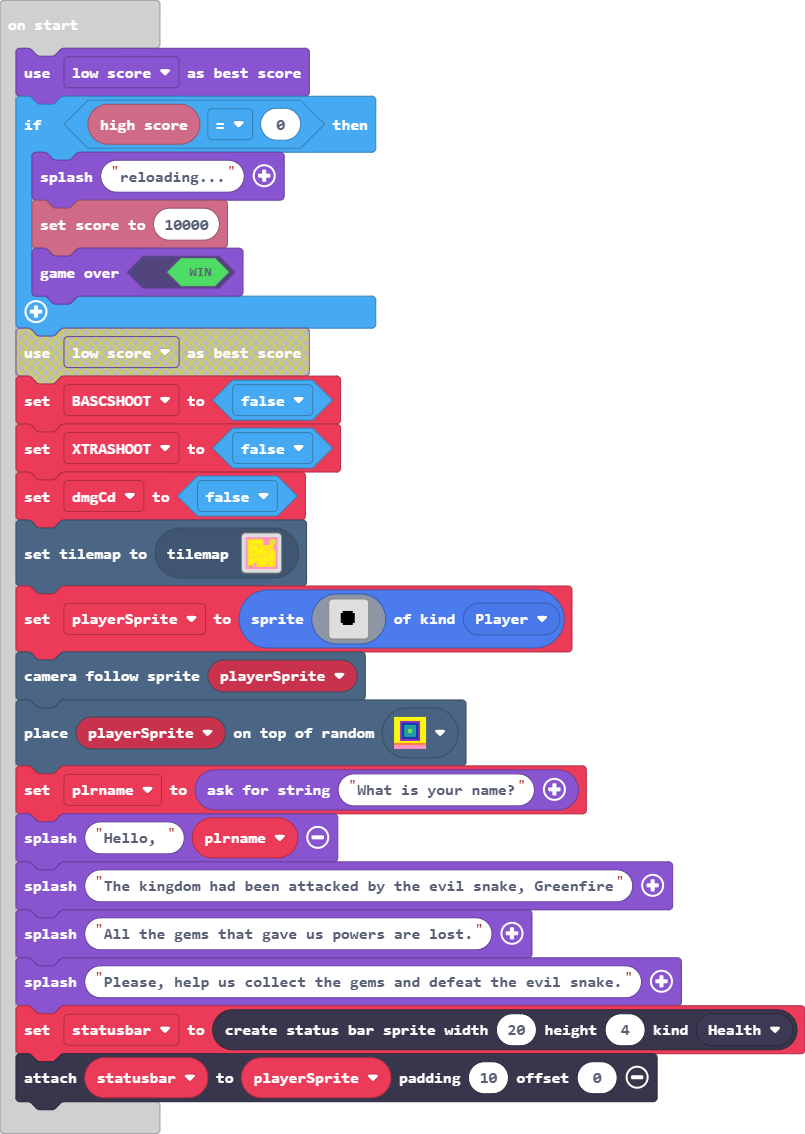 on start
use low score as best score
if high score = 0 then
splash "reloading..."
set score to 10000
game over WIN
use low score as best score
set BASCSHOOT to false
set XTRASHOOT to false
set dmgCd to false
set tilemap to tilemap
set playerSprite to sprite of kind Player
camera follow sprite playerSprite
place playerSprite on top of random
set plrname to ask for string "What is your name?"
splash "Hello, " plrname
splash "The kingdom had been attacked by the evil snake, Greenfire"
splash "All the gems that gave us powers are lost."
splash "Please, help us collect the gems and defeat the evil snake."
set statusbar to create status bar sprite width 20 height 4 kind Health
attach statusbar to playerSprite padding 10 offset 0